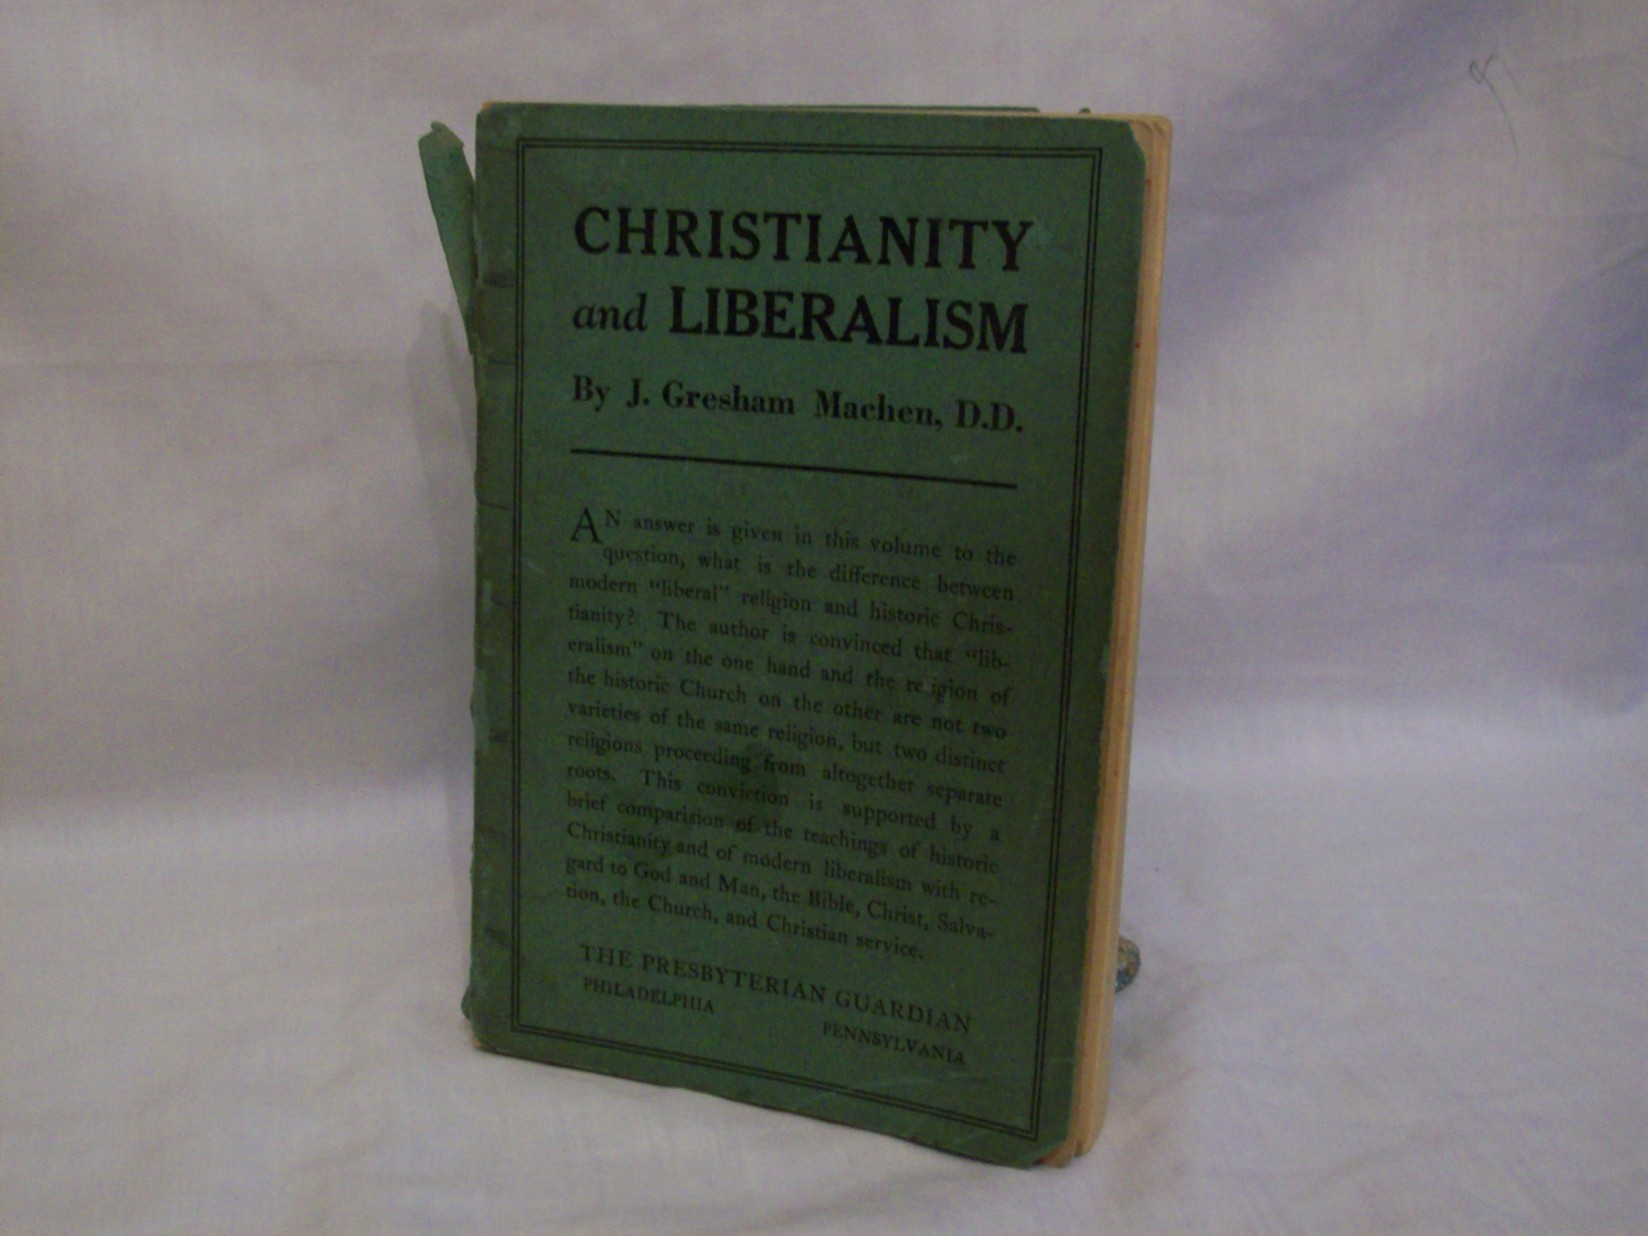 CHRISTIANITY
and LIBERALISM
By J. Gresham Machen, D.D.
AN answer is given in this volume to the
question, what is the difference between
modern "liberal" religion and historic Chris-
tianity? The author is convinced that "lib-
eralism" on the one hand and the religion of
the historic Church on the other are not two
varieties of the same religion, but two distinct
religions proceeding from altogether separate
roots. This conviction is supported by a
brief comparision of the teachings of historic
Christianity and of modern liberalism with re-
gard to God and Man, the Bible, Christ, Salva-
tion, the Church, and Christian service.
THE PRESBYTERIAN GUARDIAN
PHILADELPHIA PENNSYLVANIA